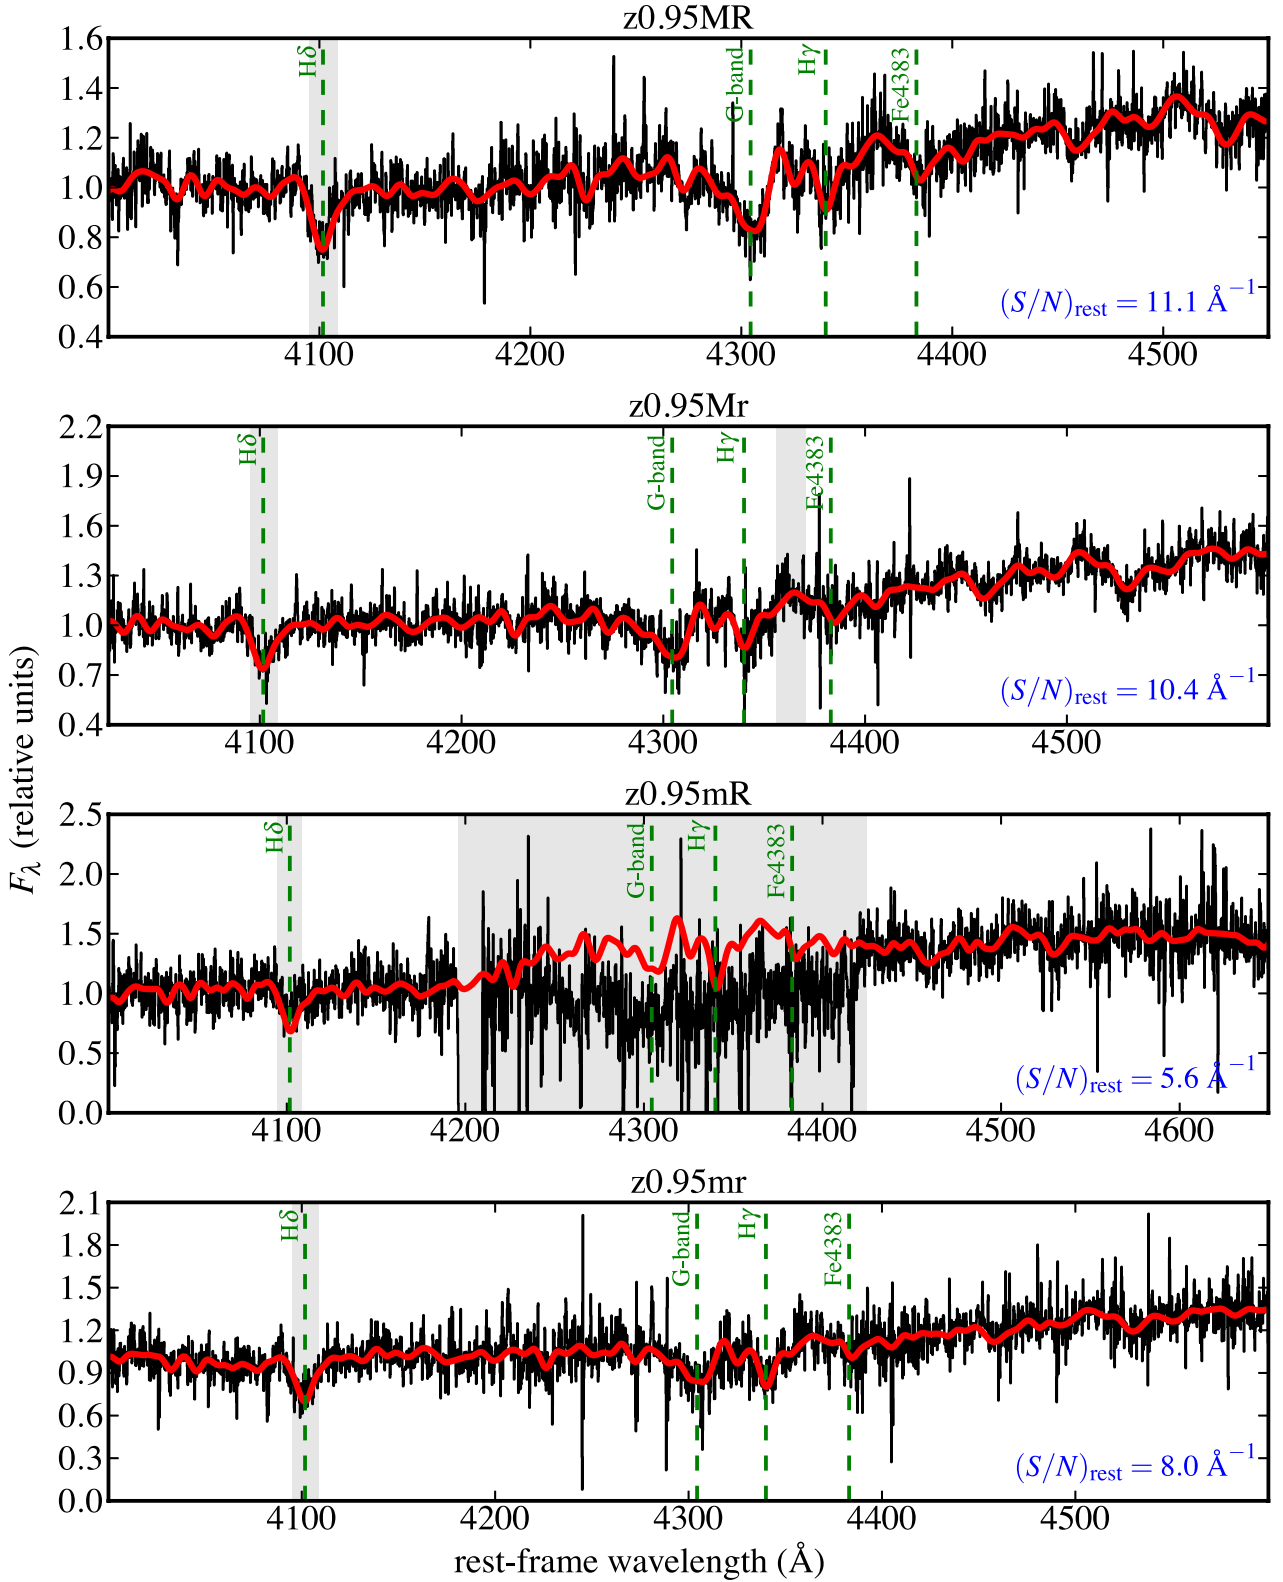 z0.95MR
1.6
1.4
1.2
1.0
0.8
0.6
0.4
Hδ
G-band
Hγ
Fe4383
(S/N)rest = 11.1 Å−1
4100 4200 4300 4400 4500
z0.95Mr
2.2
1.9
1.6
1.3
1.0
0.7
0.4
Hδ
G-band
Hγ
Fe4383
(S/N)rest = 10.4 Å−1
4100 4200 4300 4400 4500
Fλ (relative units)
z0.95mR
2.5
2.0
1.5
1.0
0.5
0.0
Hδ
G-band
Hγ
Fe4383
(S/N)rest = 5.6 Å−1
4100 4200 4300 4400 4500 4600
z0.95mr
2.1
1.8
1.5
1.2
0.9
0.6
0.3
0.0
Hδ
G-band
Hγ
Fe4383
(S/N)rest = 8.0 Å−1
4100 4200 4300 4400 4500
rest-frame wavelength (Å)